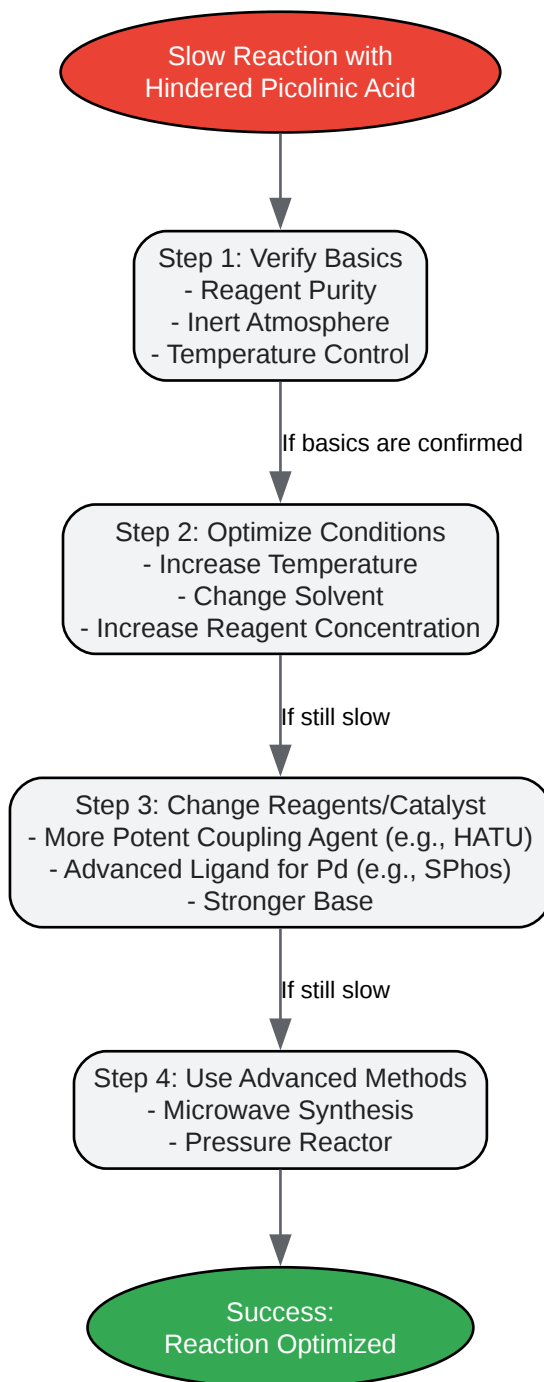 Slow Reaction with
Hindered Picolinic Acid
Step 1: Verify Basics
- Reagent Purity
- Inert Atmosphere
- Temperature Control
If basics are confirmed
Step 2: Optimize Conditions
- Increase Temperature
- Change Solvent
- Increase Reagent Concentration
If still slow
Step 3: Change Reagents/Catalyst
- More Potent Coupling Agent (e.g., HATU)
- Advanced Ligand for Pd (e.g., SPhos)
- Stronger Base
If still slow
Step 4: Use Advanced Methods
- Microwave Synthesis
- Pressure Reactor
Success:
Reaction Optimized